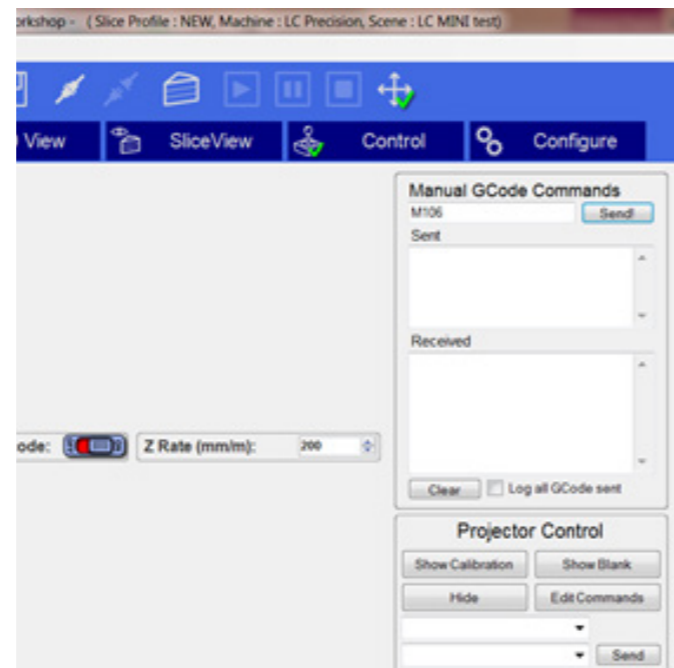 orkshop - ( Slice Profile : NEW, Machine : LC Precision, Scene : LC MINI test)
View SliceView Control Configure
Manual GCode Commands
M106 Send!
Sent
Received
ode: Z Rate (mm/m): 200
Clear Log all GCode sent
Projector Control
Show Calibration Show Blank
Hide Edit Commands
Send